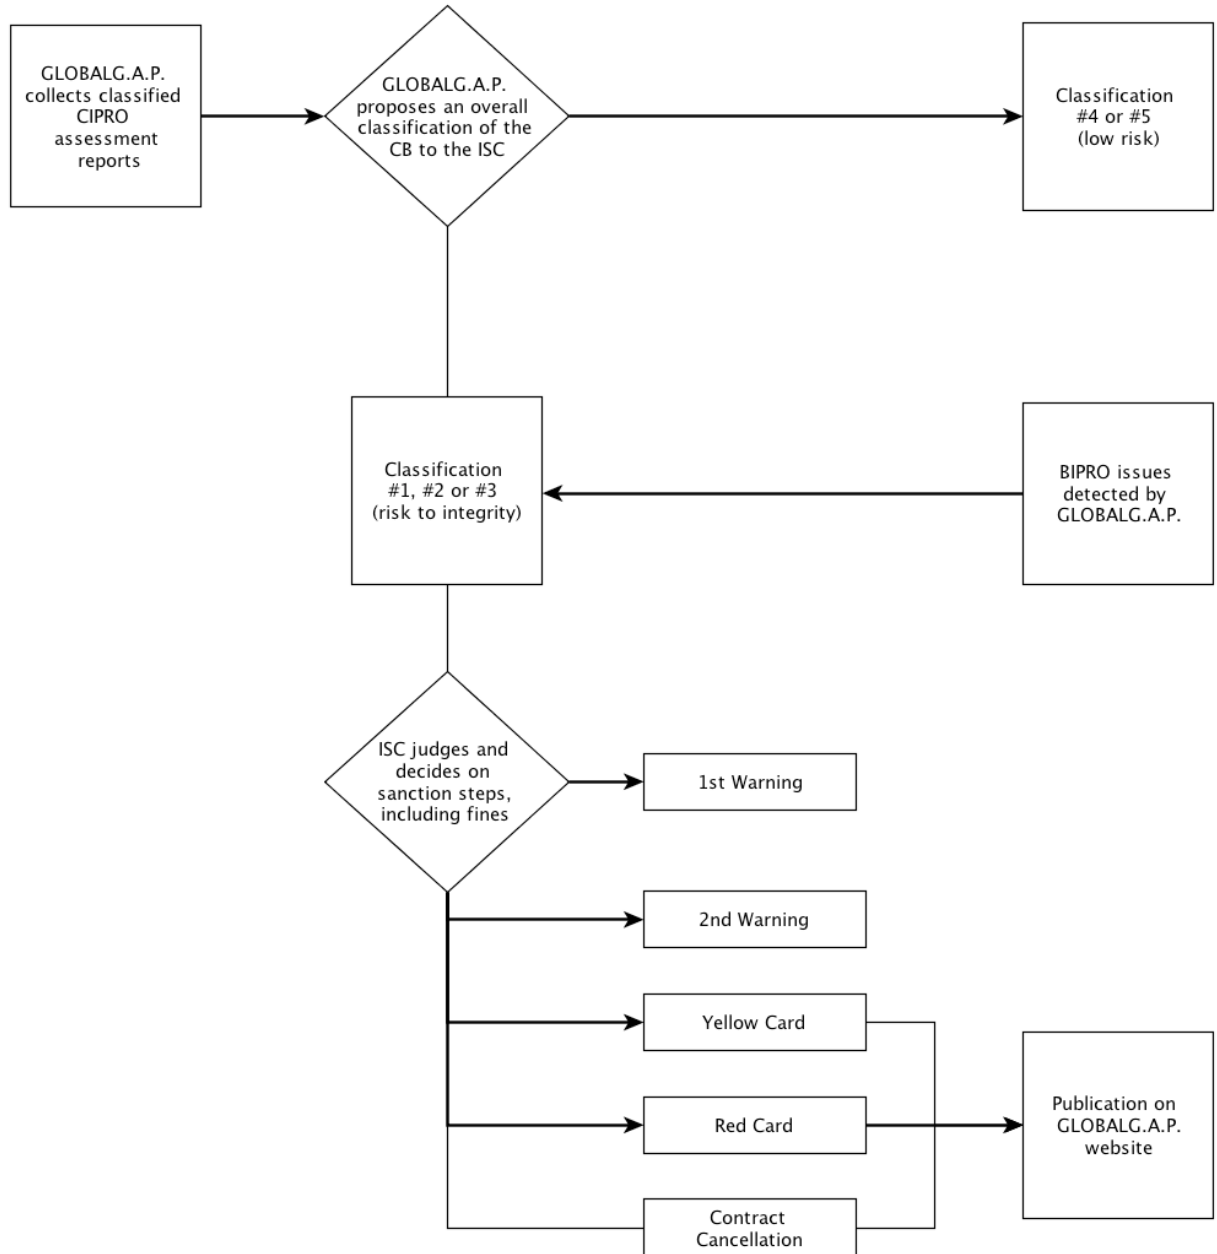 GLOBALG.A.P.
collects classified
CIPRO
assessment
reports
GLOBALG.A.P.
proposes an overall
classification of the
CB to the ISC
Classification
#4 or #5
(low risk)
Classification
#1, #2 or #3
(risk to integrity)
BIPRO issues
detected by
GLOBALG.A.P.
ISC judges and
decides on
sanction steps,
including fines
1st Warning
2nd Warning
Yellow Card
Red Card
Publication on
GLOBALG.A.P.
website
Contract
Cancellation